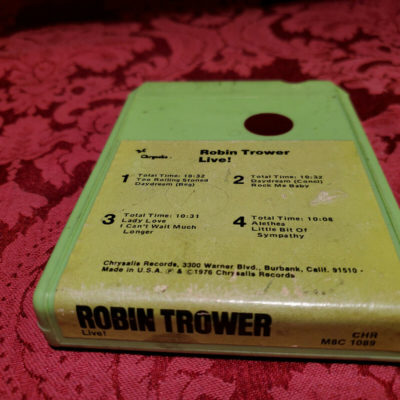 Robin Trower
Live!
Chrysalis
1 Total Time: 10:32
Too Rolling Stoned
Daydream (Beg)
2 Total Time: 10:32
Daydream (Concl)
Rock Me Baby
3 Total Time: 10:31
Lady Love
I Can't Wait Much
Longer
4 Total Time: 10:08
Alethea
Little Bit Of
Sympathy
Chrysalis Records, 3300 Warner Blvd., Burbank, Calif. 91510 -
Made in U.S.A. ℗ & ©1976 Chrysalis Records
ROBIN TROWER
Live!
CHR
M8C 1089